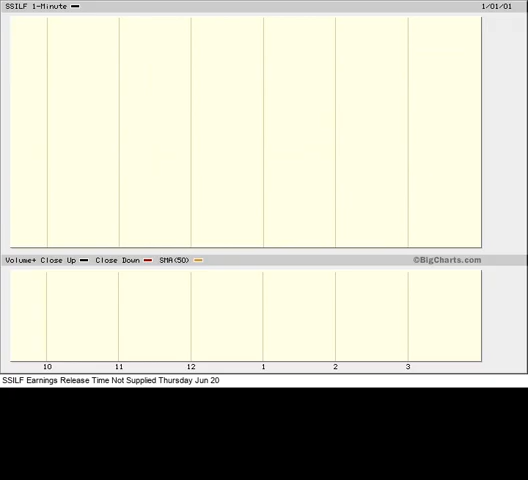 SSILF 1-Minute 1/01/01
Volume+ Close Up Close Down SMA(50) ©BigCharts.com
10 11 12 1 2 3
SSILF Earnings Release Time Not Supplied Thursday Jun 20